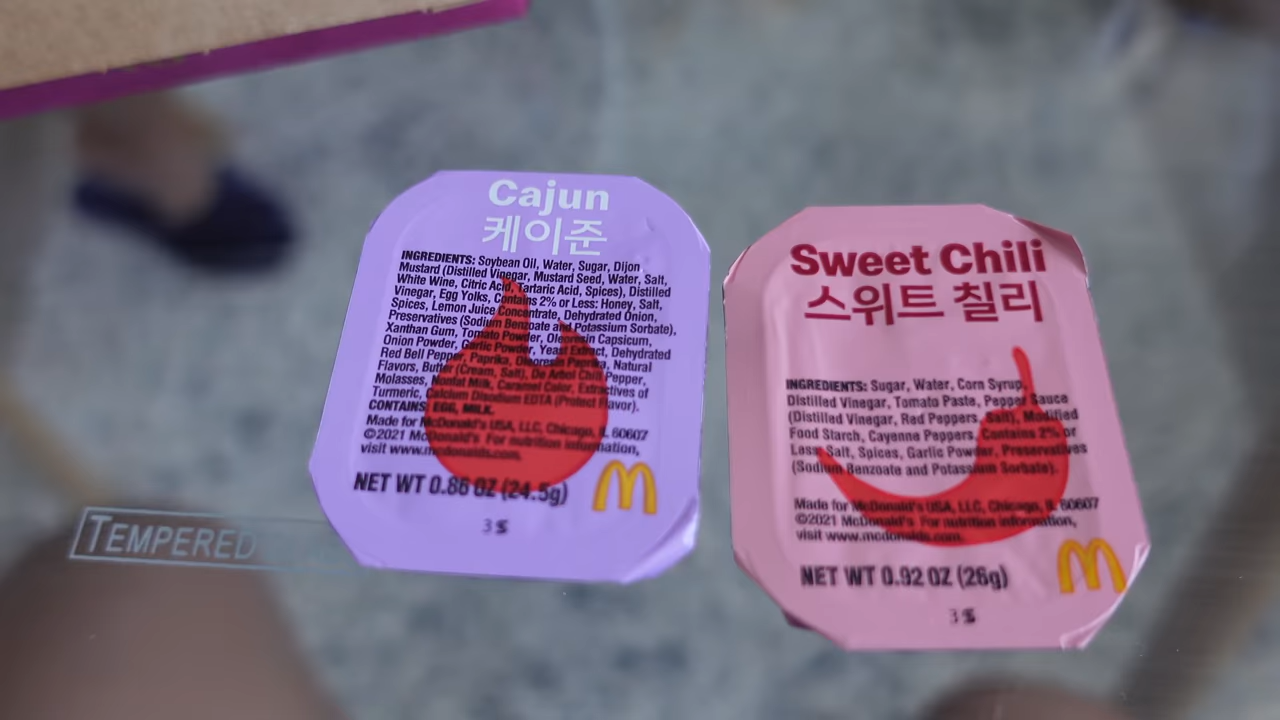 Cajun
케이준
INGREDIENTS: Soybean Oil, Water, Sugar, Dijon
Mustard (Distilled Vinegar, Mustard Seed, Water, Salt,
White Wine, Citric Acid, Tartaric Acid, Spices), Distilled
Vinegar, Egg Yolks, Contains 2% or Less: Honey, Salt,
Spices, Lemon Juice Concentrate, Dehydrated Onion,
Preservatives (Sodium Benzoate and Potassium Sorbate),
Xanthan Gum, Tomato Powder, Oleoresin Capsicum,
Onion Powder, Garlic Powder, Yeast Extract, Dehydrated
Red Bell Pepper, Paprika, Oleoresin Paprika, Natural
Flavors, Butter (Cream, Salt), De Arbol Chili Pepper,
Molasses, Nonfat Milk, Caramel Color, Extractives of
Turmeric, Calcium Disodium EDTA (Protect Flavor).
CONTAINS: EGG, MILK.
Made for McDonald's USA, LLC, Chicago, IL 60607
©2021 McDonald's For nutrition information,
visit www.mcdonalds.com.
NET WT 0.86 OZ (24.5g)
Sweet Chili
스위트 칠리
INGREDIENTS: Sugar, Water, Corn Syrup,
Distilled Vinegar, Tomato Paste, Pepper Sauce
(Distilled Vinegar, Red Peppers, Salt), Modified
Food Starch, Cayenne Peppers, Contains 2% or
Less: Salt, Spices, Garlic Powder, Preservatives
(Sodium Benzoate and Potassium Sorbate).
Made for McDonald's USA, LLC, Chicago, IL 60607
©2021 McDonald's For nutrition information,
visit www.mcdonalds.com.
NET WT 0.92 OZ (26g)
TEMPERED